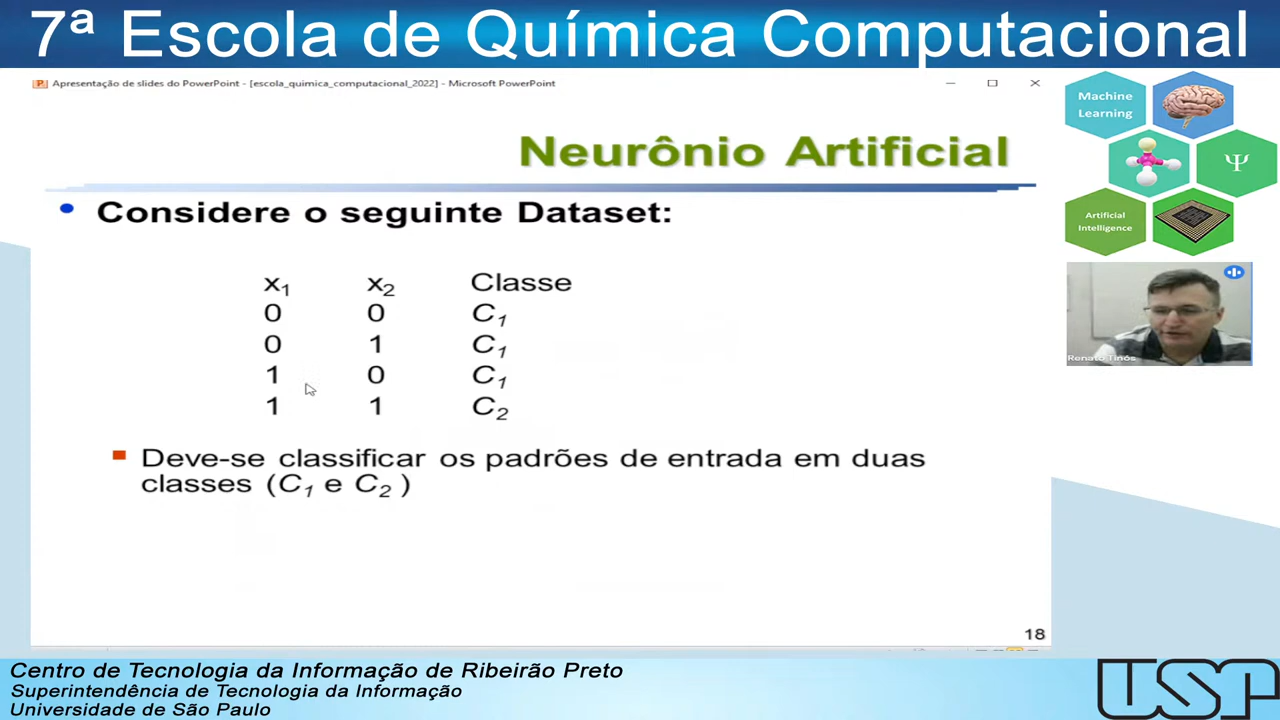 7ª Escola de Química Computacional
Apresentação de slides do PowerPoint - [escola_quimica_computacional_2022] - Microsoft PowerPoint
Machine
Learning
Ψ
Artificial
Intelligence
Neurônio Artificial
Considere o seguinte Dataset:
x₁ x₂ Classe
0 0 C₁
0 1 C₁
1 0 C₁
1 1 C₂
Deve-se classificar os padrões de entrada em duas
classes (C₁ e C₂ )
Renato Tinós
18
Centro de Tecnologia da Informação de Ribeirão Preto
Superintendência de Tecnologia da Informação
Universidade de São Paulo
USP